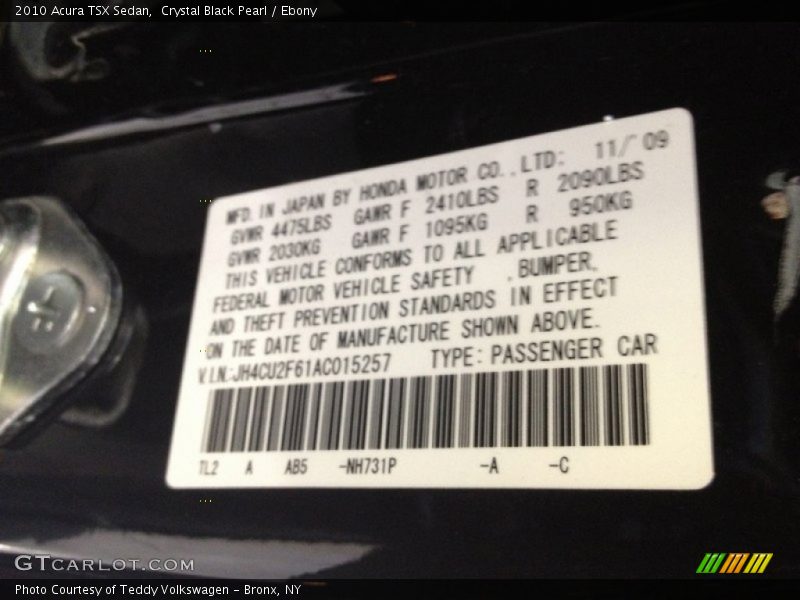 2010 Acura TSX Sedan,  Crystal Black Pearl / Ebony
MFD. IN JAPAN BY HONDA MOTOR CO., LTD: 11/ 09
GVWR 4475LBS GAWR F 2410LBS R 2090LBS
GVWR 2030KG GAWR F 1095KG R 950KG
THIS VEHICLE CONFORMS TO ALL APPLICABLE
FEDERAL MOTOR VEHICLE SAFETY , BUMPER,
AND THEFT PREVENTION STANDARDS IN EFFECT
ON THE DATE OF MANUFACTURE SHOWN ABOVE.
V.I.N:JH4CU2F61AC015257 TYPE: PASSENGER CAR
TL2 A AB5 -NH731P -A -C
GTCARLOT.COM
Photo Courtesy of Teddy Volkswagen - Bronx, NY